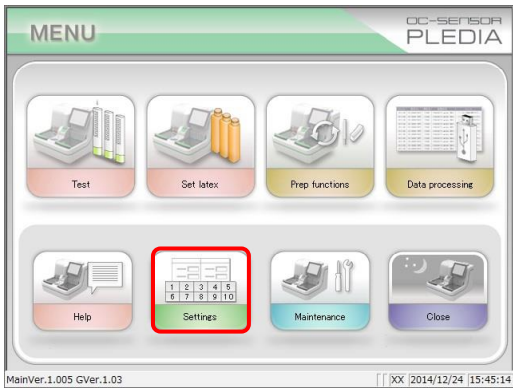 MENU
OC-SENSOR
PLEDIA
Test
Set latex
Prep functions
Data processing
1 2 3 4 5
6 7 8 9 10
Help
Settings
Maintenance
Close
MainVer.1.005 GVer.1.03
XX 2014/12/24 15:45:14